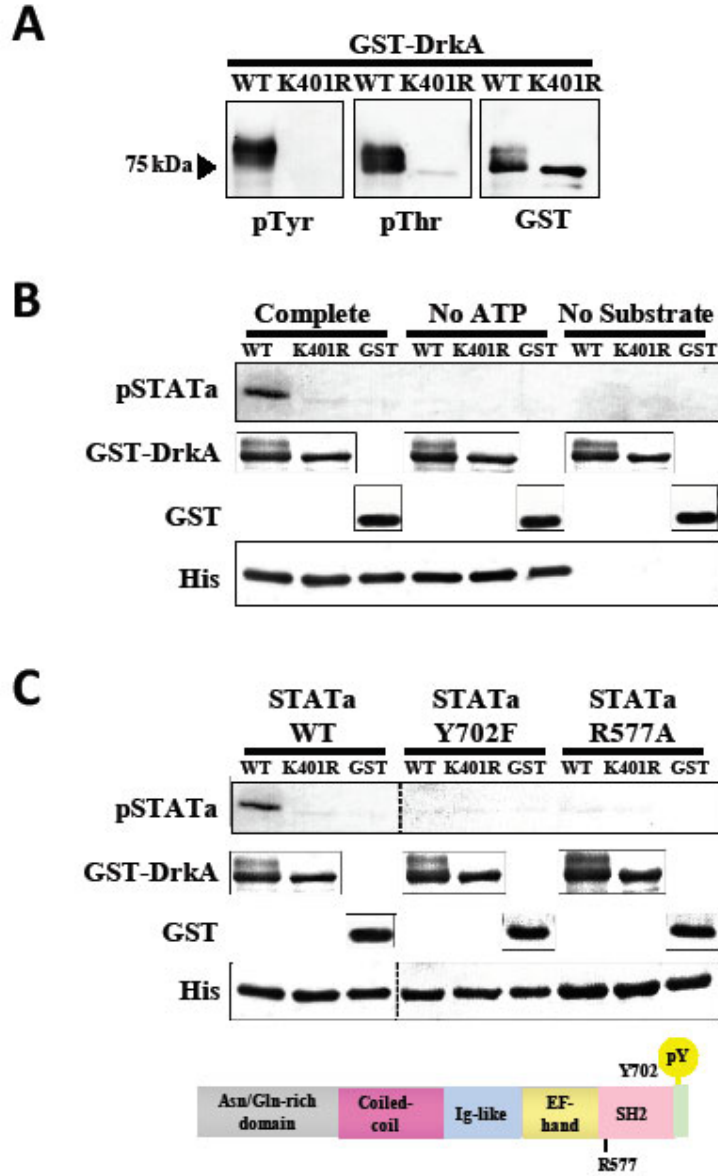 A
GST-DrkA
WT K401R WT K401R WT K401R
75 kDa
pTyr pThr GST
B
Complete No ATP No Substrate
WT K401R GST WT K401R GST WT K401R GST
pSTATa
GST-DrkA
GST
His
C
STATa STATa STATa
WT Y702F R577A
WT K401R GST WT K401R GST WT K401R GST
pSTATa
GST-DrkA
GST
His
pY
Y702
Asn/Gln-rich Coiled- Ig-like EF- SH2
domain coil hand
R577